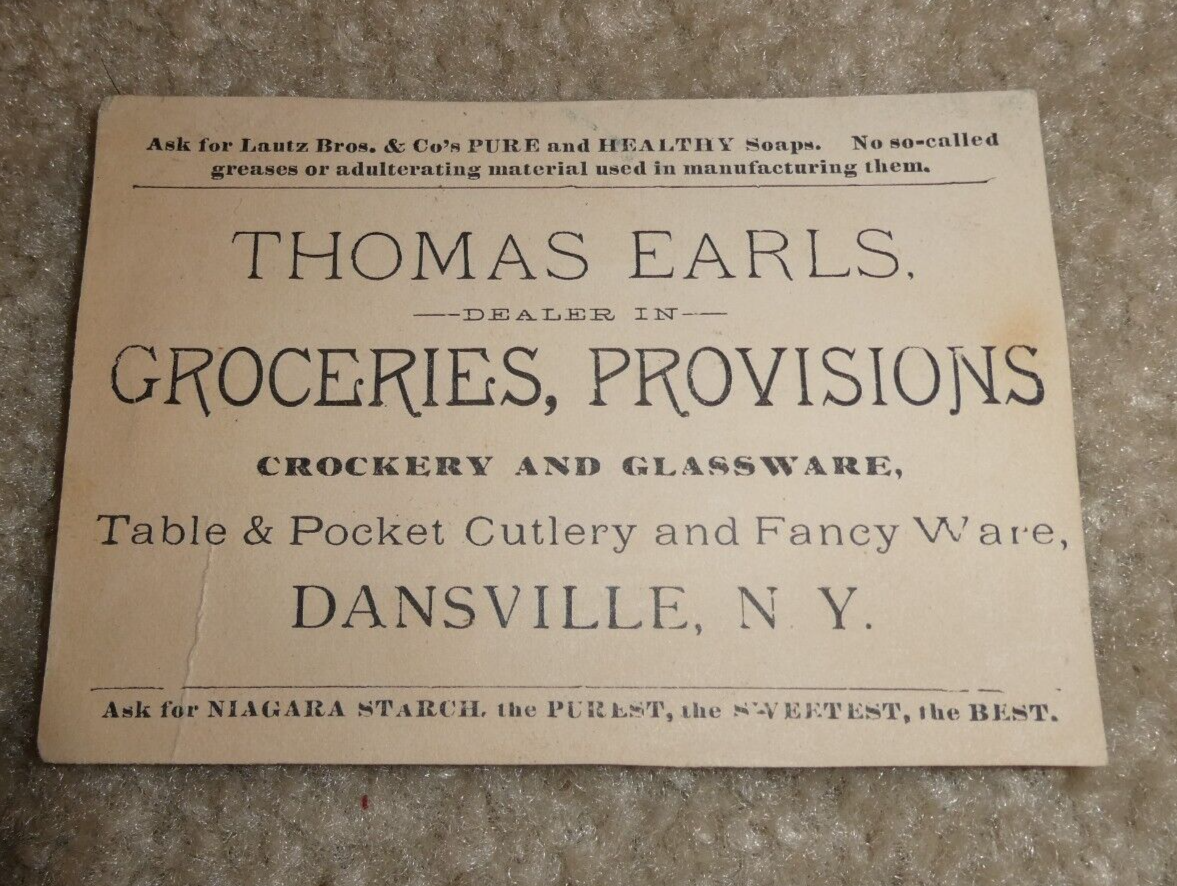 Ask for Lautz Bros. & Co's PURE and HEALTHY Soaps. No so-called
greases or adulterating material used in manufacturing them.
THOMAS EARLS,
—DEALER IN—
GROCERIES, PROVISIONS
CROCKERY AND GLASSWARE,
Table & Pocket Cutlery and Fancy Ware,
DANSVILLE, N Y.
Ask for NIAGARA STARCH, the PUREST, the SWEETEST, the BEST.